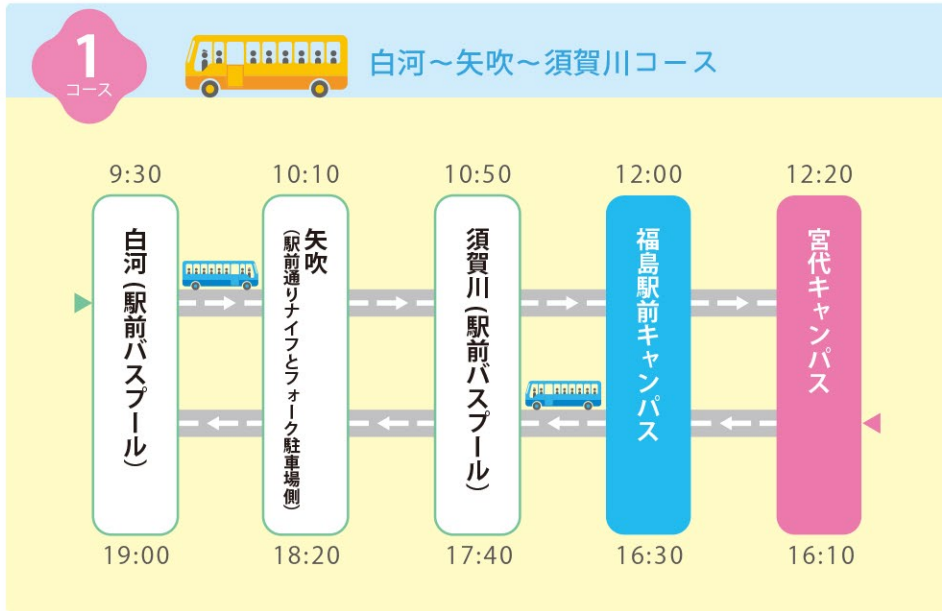 1
コース
白河～矢吹～須賀川コース
9:30
10:10
10:50
12:00
12:20
白河（駅前バスプール）
矢吹
（駅前通りナイフとフォーク駐車場側）
須賀川（駅前バスプール）
福島駅前キャンパス
宮代キャンパス
19:00
18:20
17:40
16:30
16:10